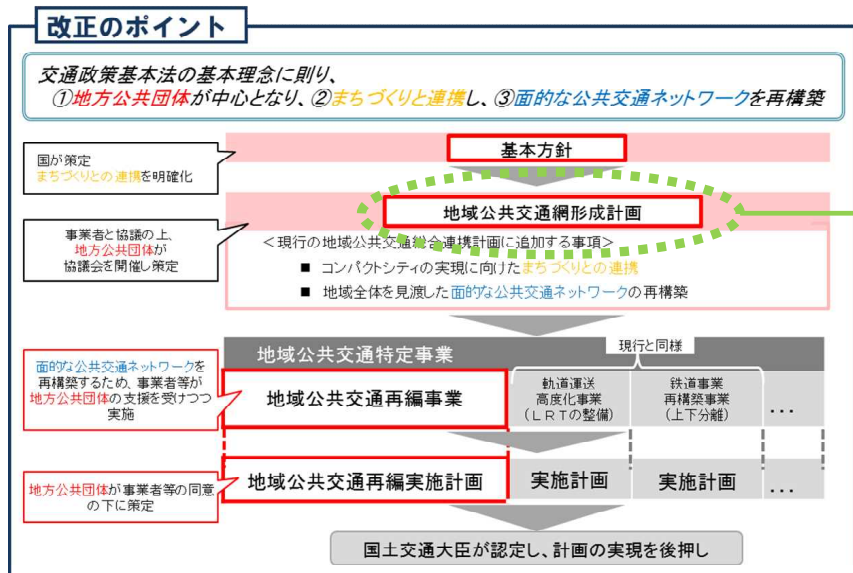 改正のポイント
交通政策基本法の基本理念に則り、
①地方公共団体が中心となり、②まちづくりと連携し、③面的な公共交通ネットワークを再構築
国が策定
まちづくりとの連携を明確化
基本方針
地域公共交通網形成計画
事業者と協議の上、
地方公共団体が
協議会を開催し策定
＜現行の地域公共交通総合連携計画に追加する事項＞
■ コンパクトシティの実現に向けたまちづくりとの連携
■ 地域全体を見渡した面的な公共交通ネットワークの再構築
地域公共交通特定事業
現行と同様
面的な公共交通ネットワークを
再構築するため、事業者等が
地方公共団体の支援を受けつつ
実施
地域公共交通再編事業
軌道運送
高度化事業
（ＬＲＴの整備）
鉄道事業
再構築事業
（上下分離）
…
地方公共団体が事業者等の同意
の下に策定
地域公共交通再編実施計画
実施計画
実施計画
…
国土交通大臣が認定し、計画の実現を後押し